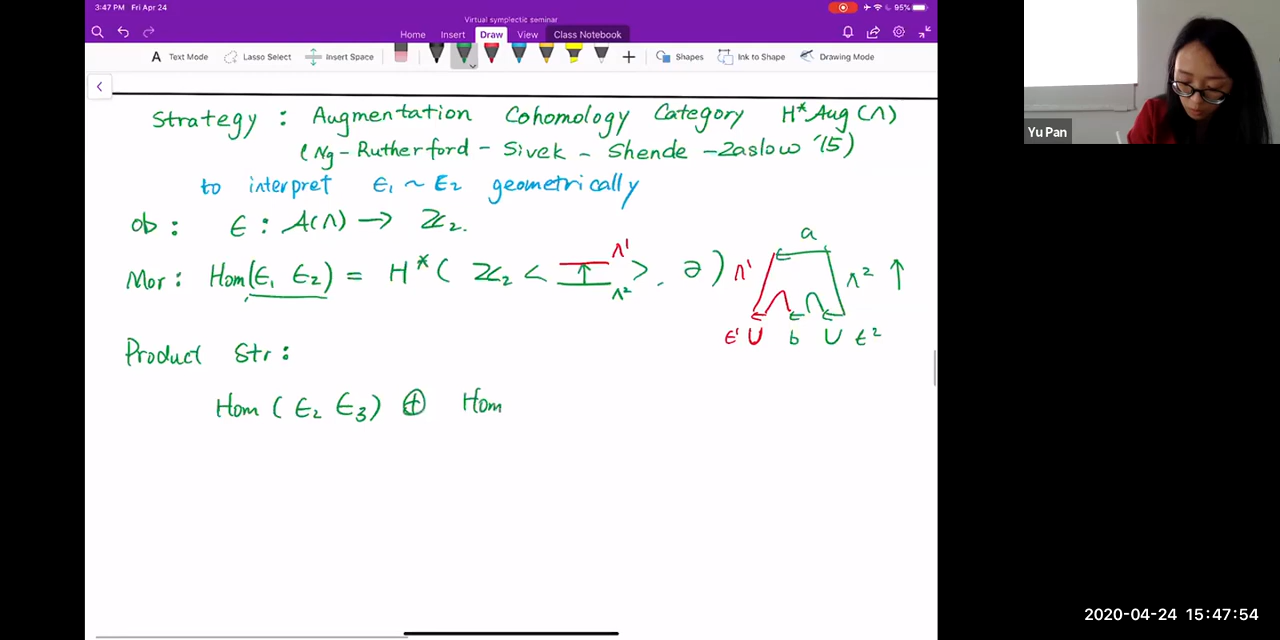 3:47 PM Fri Apr 24
95%
Virtual symplectic seminar
Home Insert Draw View Class Notebook
Text Mode Lasso Select Insert Space Shapes Ink to Shape Drawing Mode
Strategy : Augmentation Cohomology Category H* Aug (Λ)
(Ng - Rutherford - Sivek - Shende - Zaslow '15)
to interpret ϵ₁ ~ ϵ₂ geometrically
Ob : ϵ : A(Λ) → ℤ₂.
Mor : Hom(ϵ₁ ϵ₂) = H* ( ℤ₂ < Λ¹ ↑ Λ² > . ∂ )
a
Λ¹ Λ² ↑
ϵ¹ U b U ϵ²
Product Str :
Hom ( ϵ₂ ϵ₃ ) ⊕ Hom
Yu Pan
2020-04-24 15:47:54